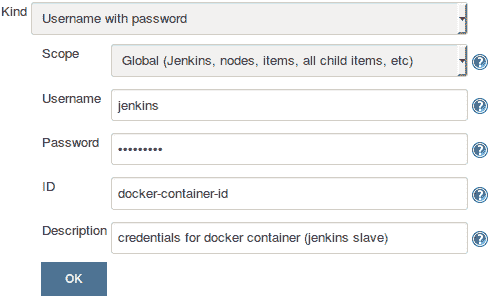 Kind Username with password
Scope Global (Jenkins, nodes, items, all child items, etc)
Username jenkins
Password •••••••••
ID docker-container-id
Description credentials for docker container (jenkins slave)
OK